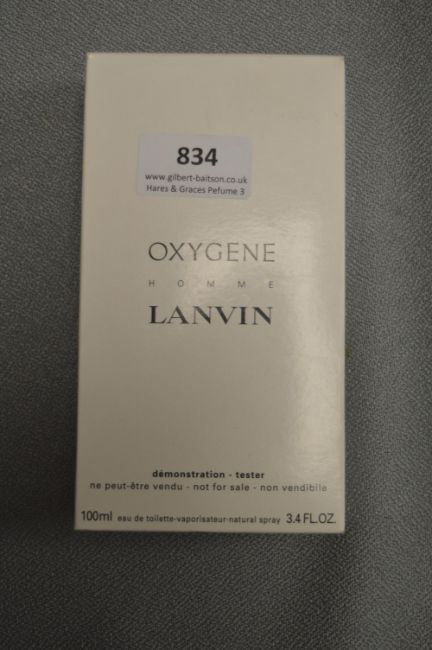 834
www.gilbert-baitson.co.uk
Hares & Graces Pefume 3
OXYGENE
HOMME
LANVIN
démonstration - tester
ne peut-être vendu - not for sale - non vendibile
100ml eau de toilette-vaporisateur-natural spray 3.4 FL.OZ.